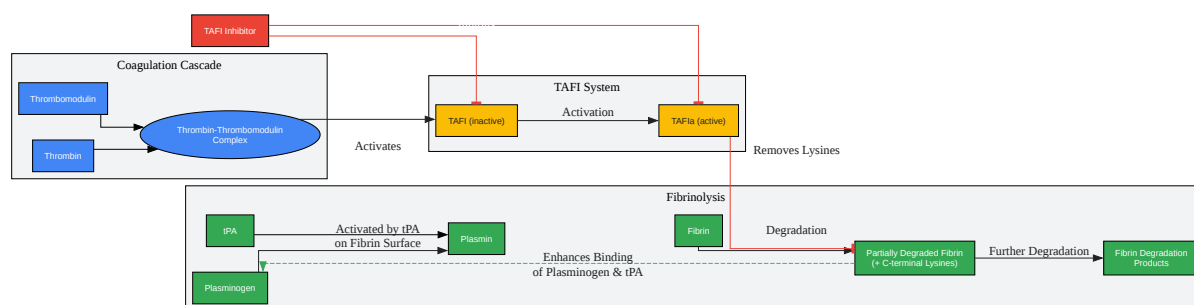 TAFI Inhibitor
Coagulation Cascade
Thrombomodulin
Thrombin-Thrombomodulin
Complex
Thrombin
Activates
TAFI System
TAFI (inactive)
Activation
TAFIa (active)
Removes Lysines
Fibrinolysis
tPA
Activated by tPA
on Fibrin Surface
Plasmin
Plasminogen
Enhances Binding
of Plasminogen & tPA
Fibrin
Degradation
Partially Degraded Fibrin
(+ C-terminal Lysines)
Further Degradation
Fibrin Degradation
Products